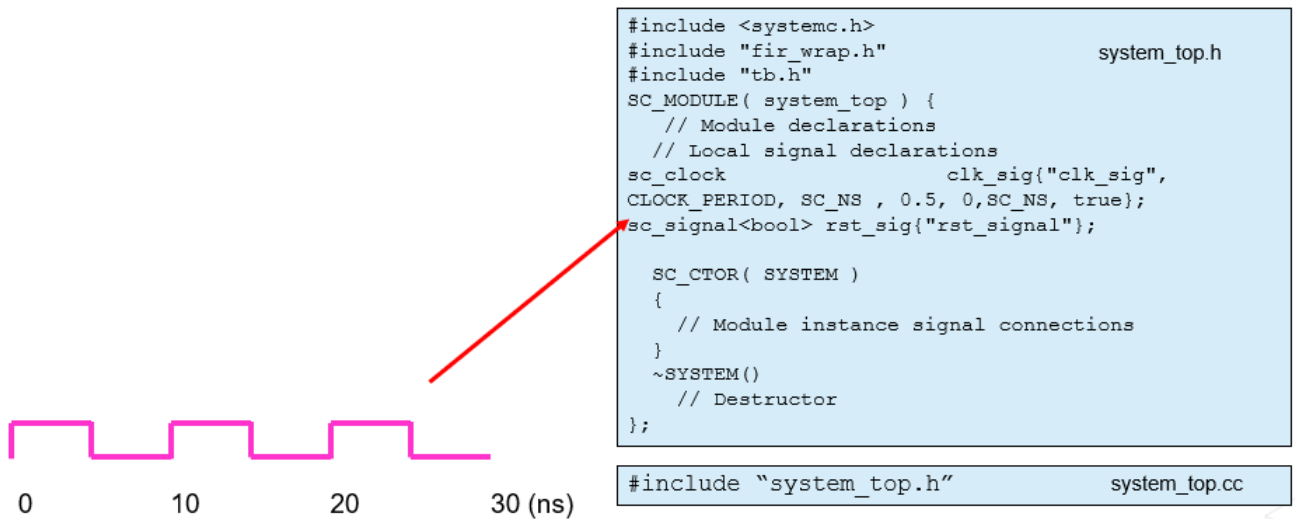 #include <systemc.h>
#include "fir_wrap.h"
system_top.h
#include "tb.h"
SC_MODULE( system_top ) {
// Module declarations
// Local signal declarations
sc_clock clk_sig{"clk_sig",
CLOCK_PERIOD, SC_NS , 0.5, 0,SC_NS, true};
sc_signal<bool> rst_sig{"rst_signal"};
SC_CTOR( SYSTEM )
{
// Module instance signal connections
}
~SYSTEM()
// Destructor
};
#include “system_top.h”
system_top.cc
0 10 20 30 (ns)